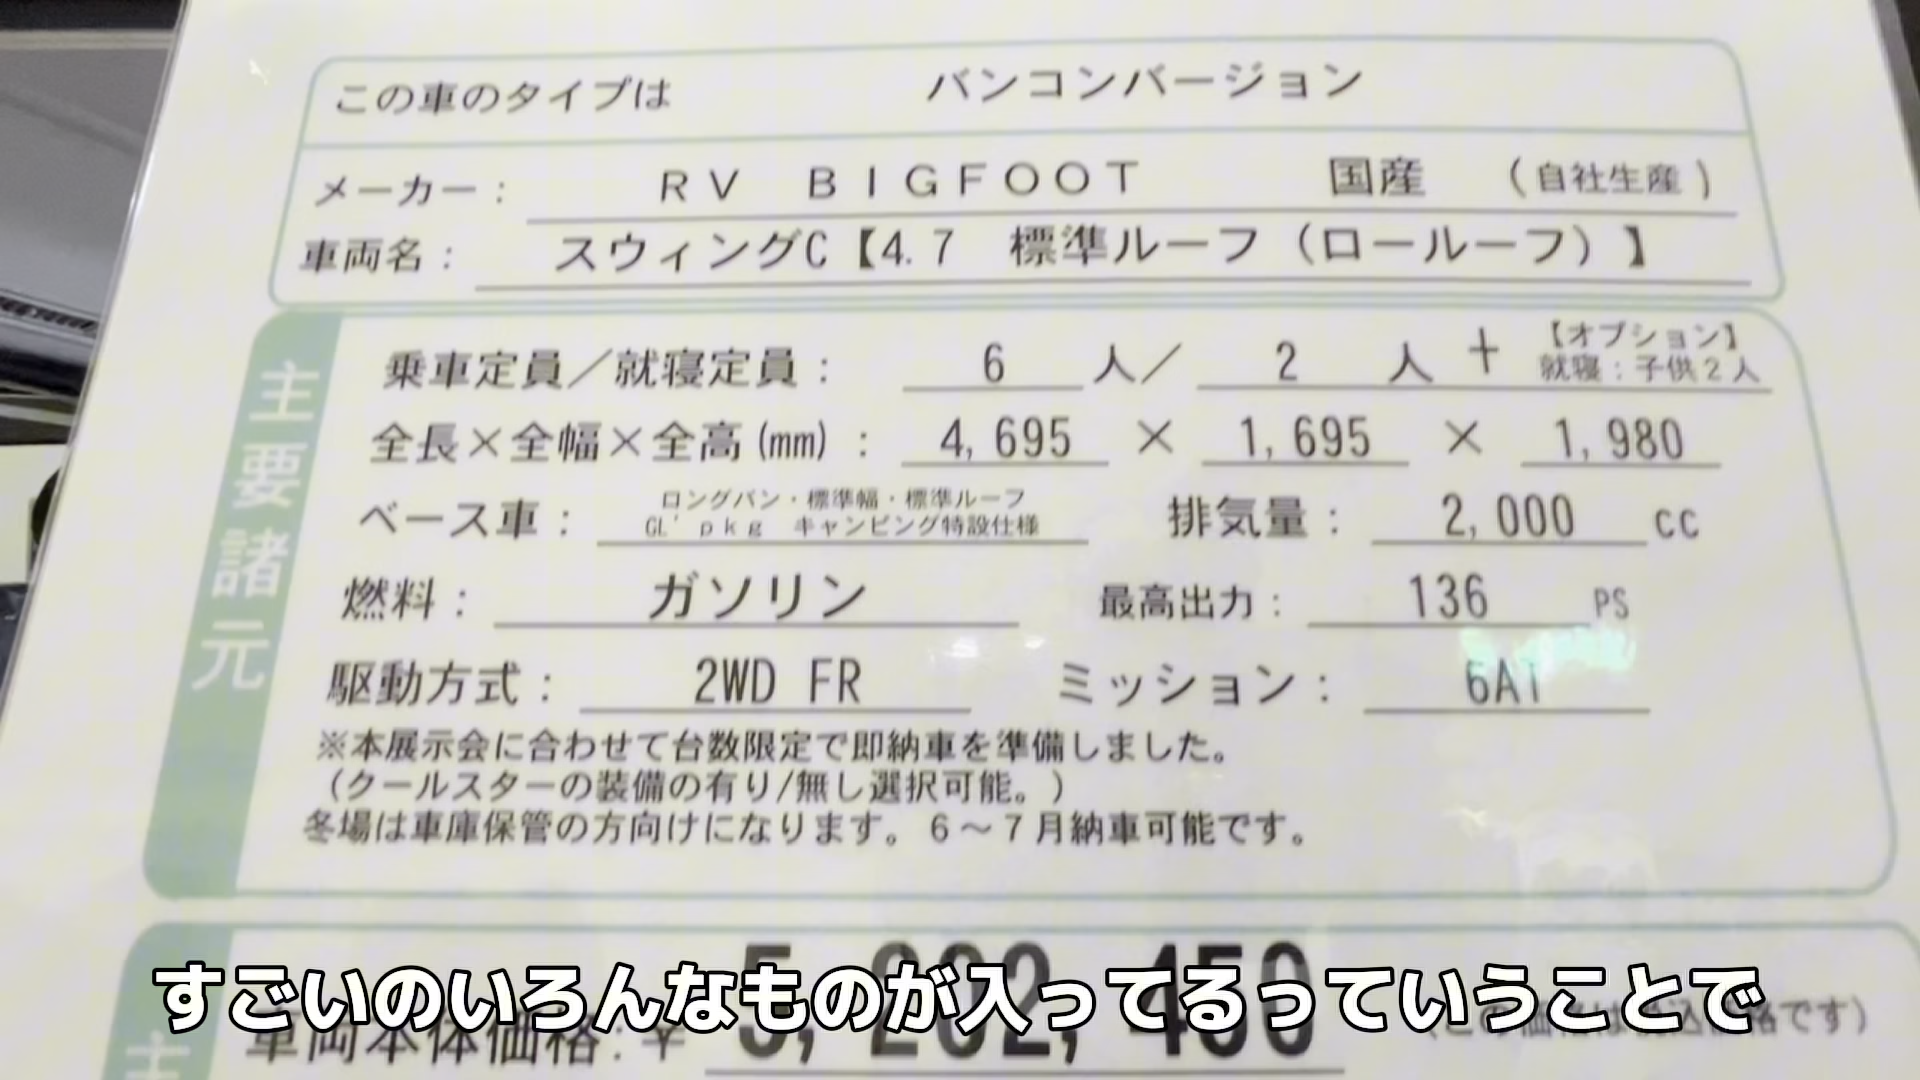 この車のタイプは バンコンバージョン
メーカー： RV BIGFOOT 国産 （自社生産）
車両名： スウィングC【4.7 標準ルーフ（ロールーフ）】
主要諸元
乗車定員／就寝定員： 6 人／ 2 人 ＋ 【オプション】就寝：子供2人
全長×全幅×全高(mm)： 4,695 × 1,695 × 1,980
ベース車： ロングバン・標準幅・標準ルーフ
GL' pkg キャンピング特設仕様
排気量： 2,000 cc
燃料： ガソリン 最高出力： 136 PS
駆動方式： 2WD FR ミッション： 6AT
※本展示会に合わせて台数限定で即納車を準備しました。
（クールスターの装備の有り/無し選択可能。）
冬場は車庫保管の方向けになります。6～7月納車可能です。
主
車両本体価格：￥ 5,202,450
すごいのいろんなものが入ってるっていうことで